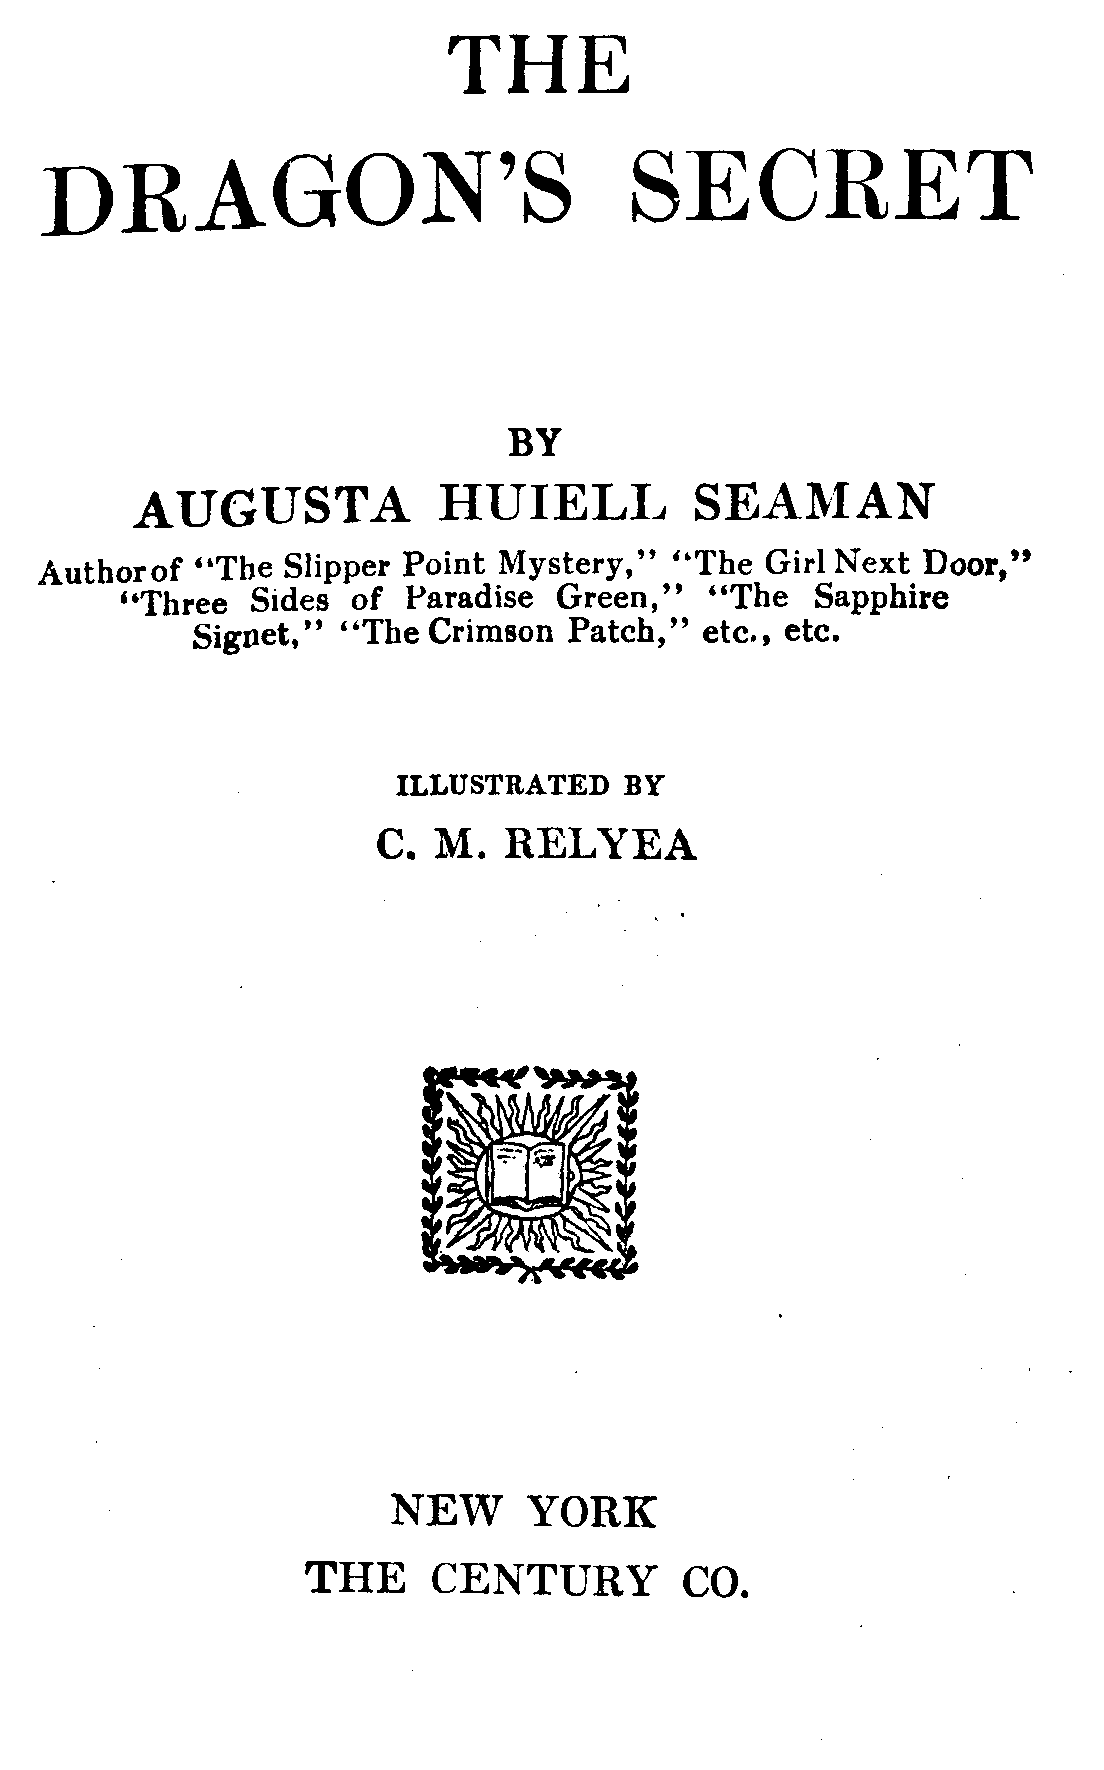 THE
DRAGON'S SECRET
BY
AUGUSTA HUIELL SEAMAN
Author of "The Slipper Point Mystery," "The Girl Next Door,"
"Three Sides of Paradise Green," "The Sapphire
Signet," "The Crimson Patch," etc., etc.
ILLUSTRATED BY
C. M. RELYEA
NEW YORK
THE CENTURY CO.